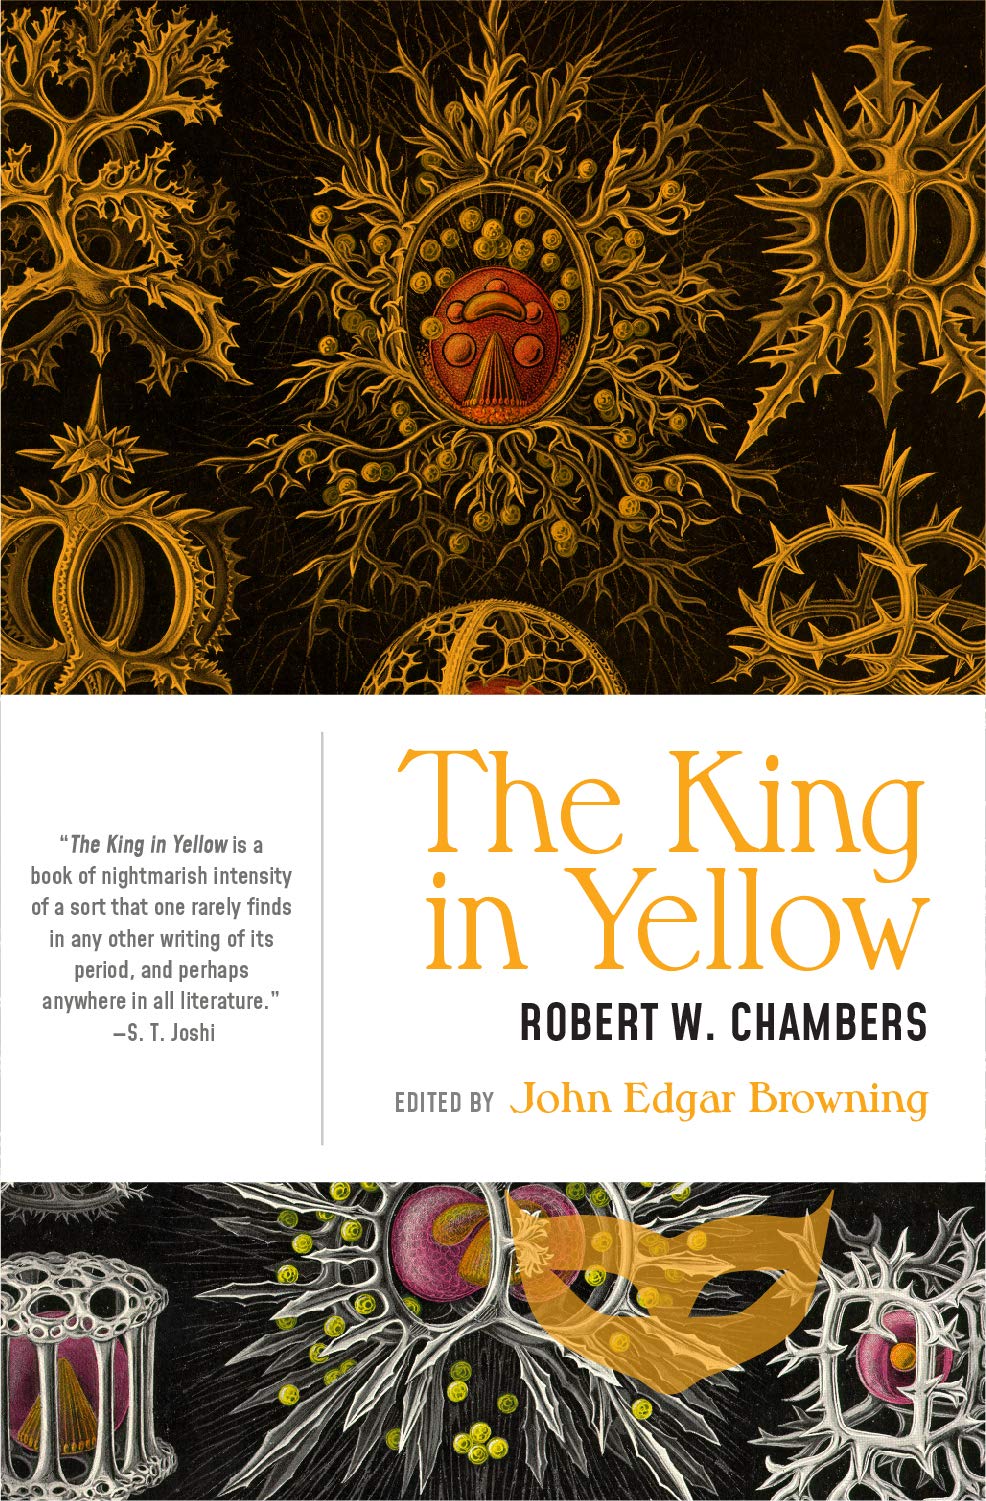 “The King in Yellow is a
book of nightmarish intensity
of a sort that one rarely finds
in any other writing of its
period, and perhaps
anywhere in all literature.”
–S. T. Joshi
The King
in Yellow
ROBERT W. CHAMBERS
EDITED BY John Edgar Browning